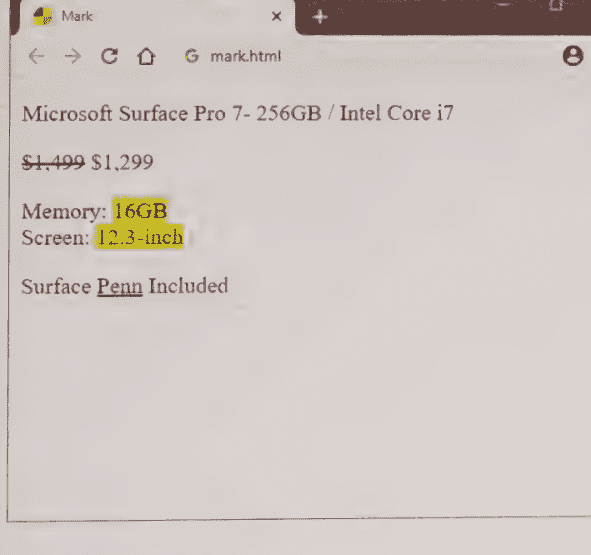 Mark
mark.html
Microsoft Surface Pro 7- 256GB / Intel Core i7
$1,499 $1,299
Memory: 16GB
Screen: 12.3-inch
Surface Penn Included